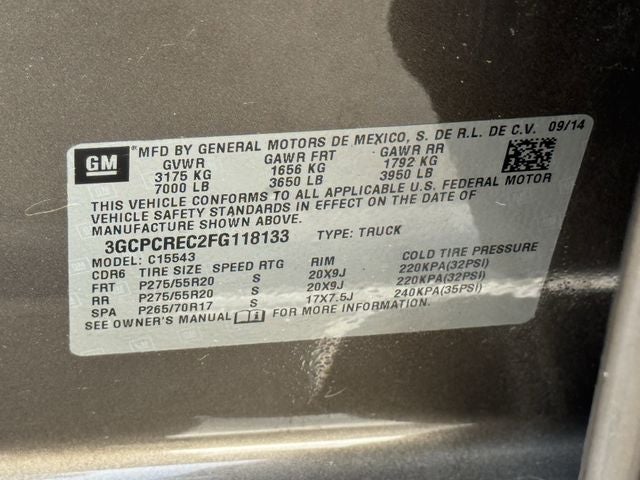 GM
® MFD BY GENERAL MOTORS DE MEXICO, S. DE R.L. DE C.V. 09/14
GVWR GAWR FRT GAWR RR
3175 KG 1656 KG 1792 KG
7000 LB 3650 LB 3950 LB
THIS VEHICLE CONFORMS TO ALL APPLICABLE U.S. FEDERAL MOTOR
VEHICLE SAFETY STANDARDS IN EFFECT ON THE DATE OF
MANUFACTURE SHOWN ABOVE.
3GCPCREC2FG118133 TYPE: TRUCK
MODEL: C15543
CDR6 TIRE SIZE SPEED RTG RIM COLD TIRE PRESSURE
FRT P275/55R20 S 20X9J 220KPA(32PSI)
RR P275/55R20 S 20X9J 220KPA(32PSI)
SPA P265/70R17 S 17X7.5J 240KPA(35PSI)
SEE OWNER'S MANUAL FOR MORE INFORMATION.